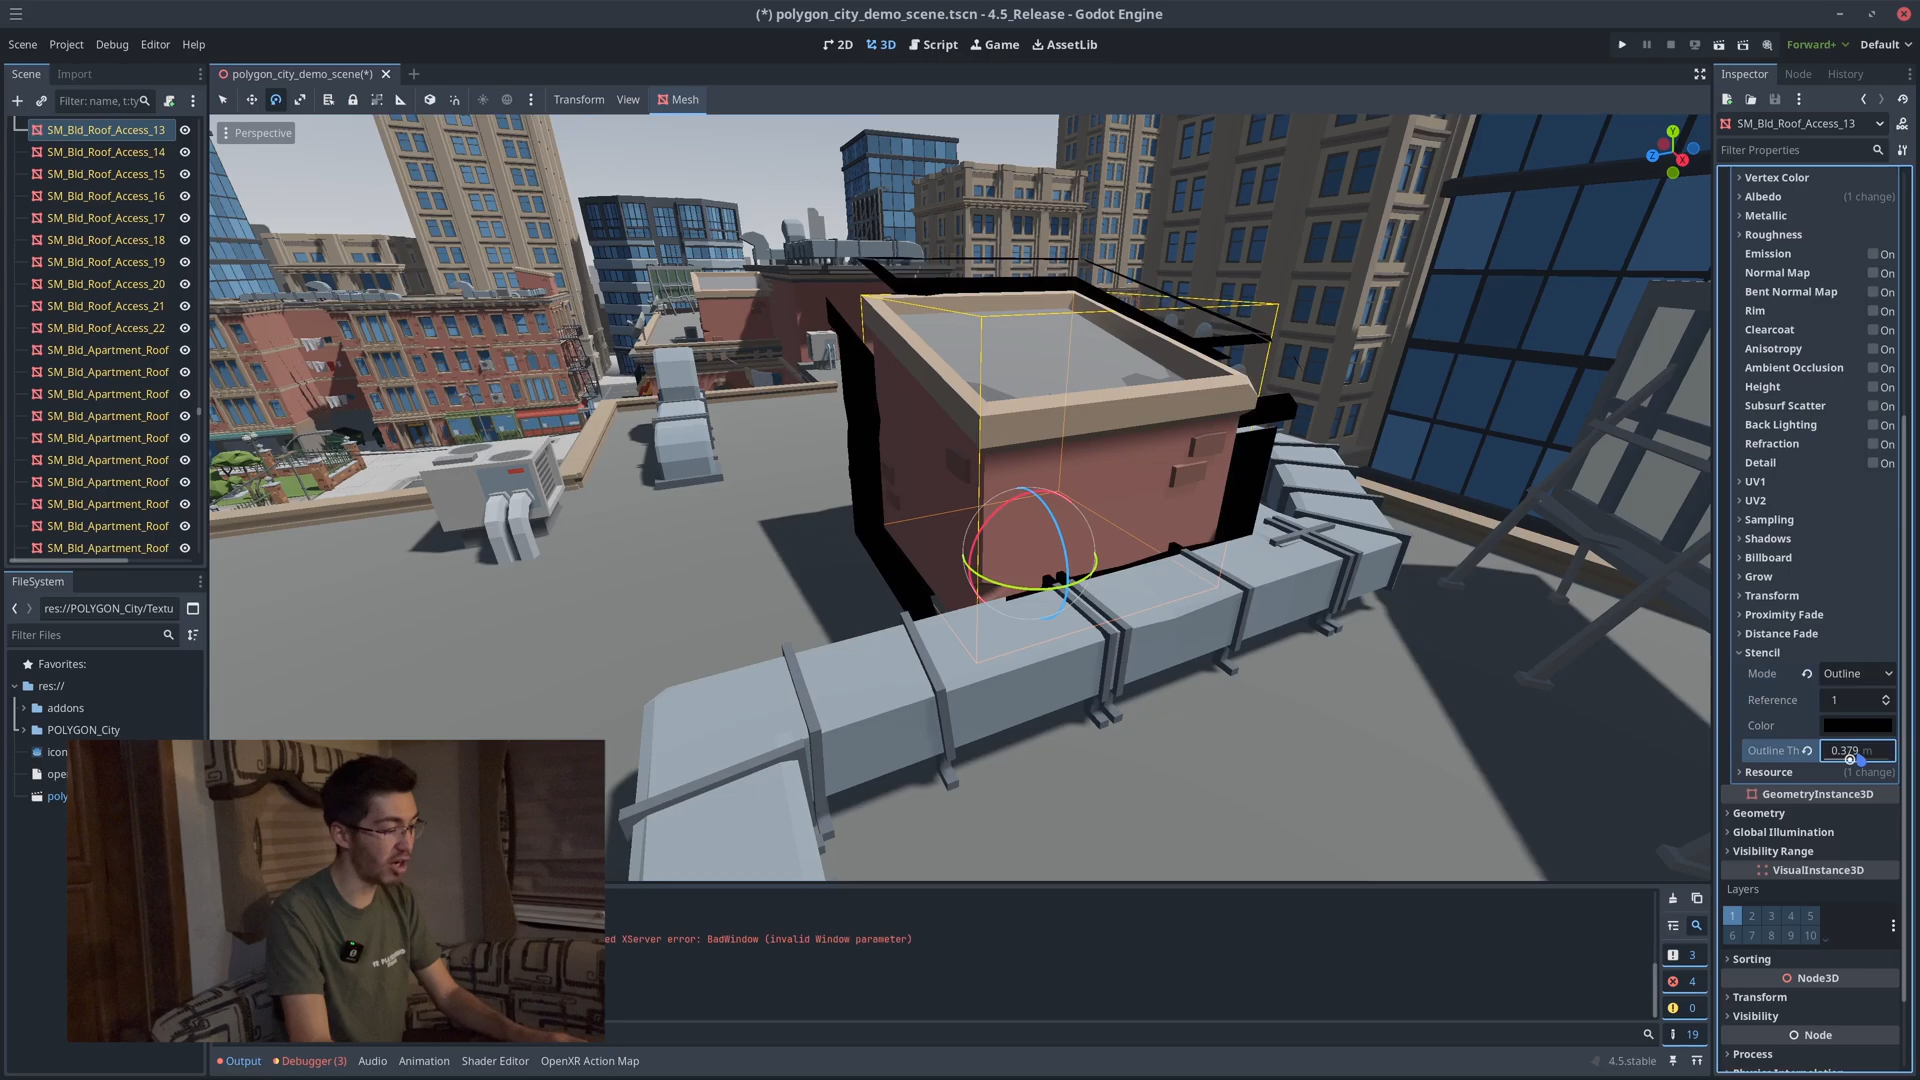 (*) polygon_city_demo_scene.tscn - 4.5_Release - Godot Engine
Scene Project Debug Editor Help
2D 3D Script Game AssetLib
Forward+ Default
Scene Import
Filter: name, t:ty
SM_Bld_Roof_Access_13
SM_Bld_Roof_Access_14
SM_Bld_Roof_Access_15
SM_Bld_Roof_Access_16
SM_Bld_Roof_Access_17
SM_Bld_Roof_Access_18
SM_Bld_Roof_Access_19
SM_Bld_Roof_Access_20
SM_Bld_Roof_Access_21
SM_Bld_Roof_Access_22
SM_Bld_Apartment_Roof
SM_Bld_Apartment_Roof
SM_Bld_Apartment_Roof
SM_Bld_Apartment_Roof
SM_Bld_Apartment_Roof
SM_Bld_Apartment_Roof
SM_Bld_Apartment_Roof
SM_Bld_Apartment_Roof
SM_Bld_Apartment_Roof
SM_Bld_Apartment_Roof
FileSystem
res://POLYGON_City/Textu
Filter Files
Favorites:
res://
addons
POLYGON_City
icon
ope
poly
polygon_city_demo_scene(*)
Transform View Mesh
Perspective
Y
Z
X
ed XServer error: BadWindow (invalid Window parameter)
3
4
0
19
Output Debugger (3) Audio Animation Shader Editor OpenXR Action Map
4.5.stable
Inspector Node History
SM_Bld_Roof_Access_13
Filter Properties
Vertex Color
Albedo (1 change)
Metallic
Roughness
Emission On
Normal Map On
Bent Normal Map On
Rim On
Clearcoat On
Anisotropy On
Ambient Occlusion On
Height On
Subsurf Scatter On
Back Lighting On
Refraction On
Detail On
UV1
UV2
Sampling
Shadows
Billboard
Grow
Transform
Proximity Fade
Distance Fade
Stencil
Mode Outline
Reference 1
Color
Outline Th 0.379 m
Resource (1 change)
GeometryInstance3D
Geometry
Global Illumination
Visibility Range
VisualInstance3D
Layers
1 2 3 4 5
6 7 8 9 10
Sorting
Node3D
Transform
Visibility
Node
Process